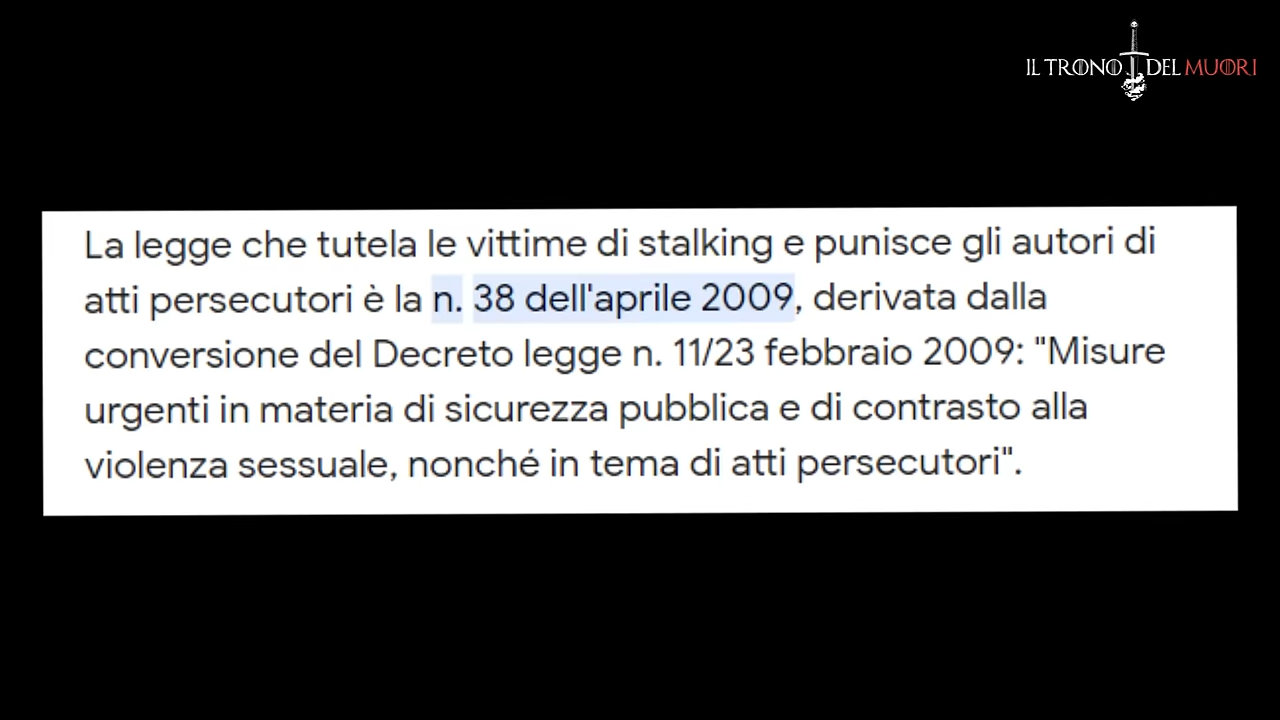 IL TRONO DEL MUORI
La legge che tutela le vittime di stalking e punisce gli autori di
atti persecutori è la n. 38 dell'aprile 2009, derivata dalla
conversione del Decreto legge n. 11/23 febbraio 2009: "Misure
urgenti in materia di sicurezza pubblica e di contrasto alla
violenza sessuale, nonché in tema di atti persecutori".